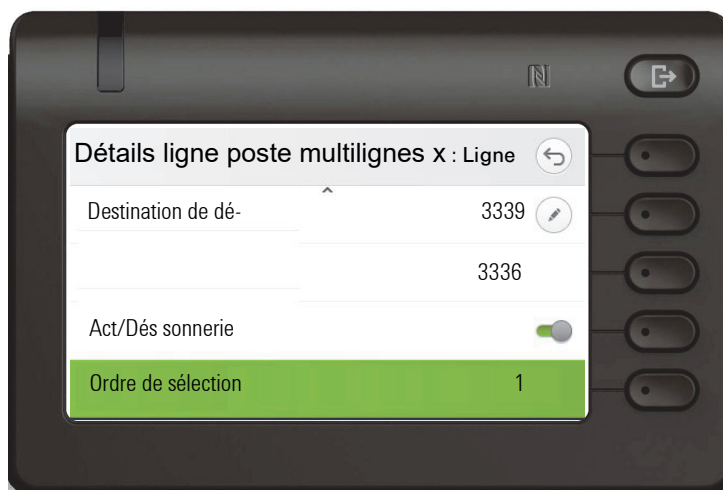 Détails ligne poste multilignes x : Ligne
Destination de dé- 3339
3336
Act/Dés sonnerie
Ordre de sélection 1